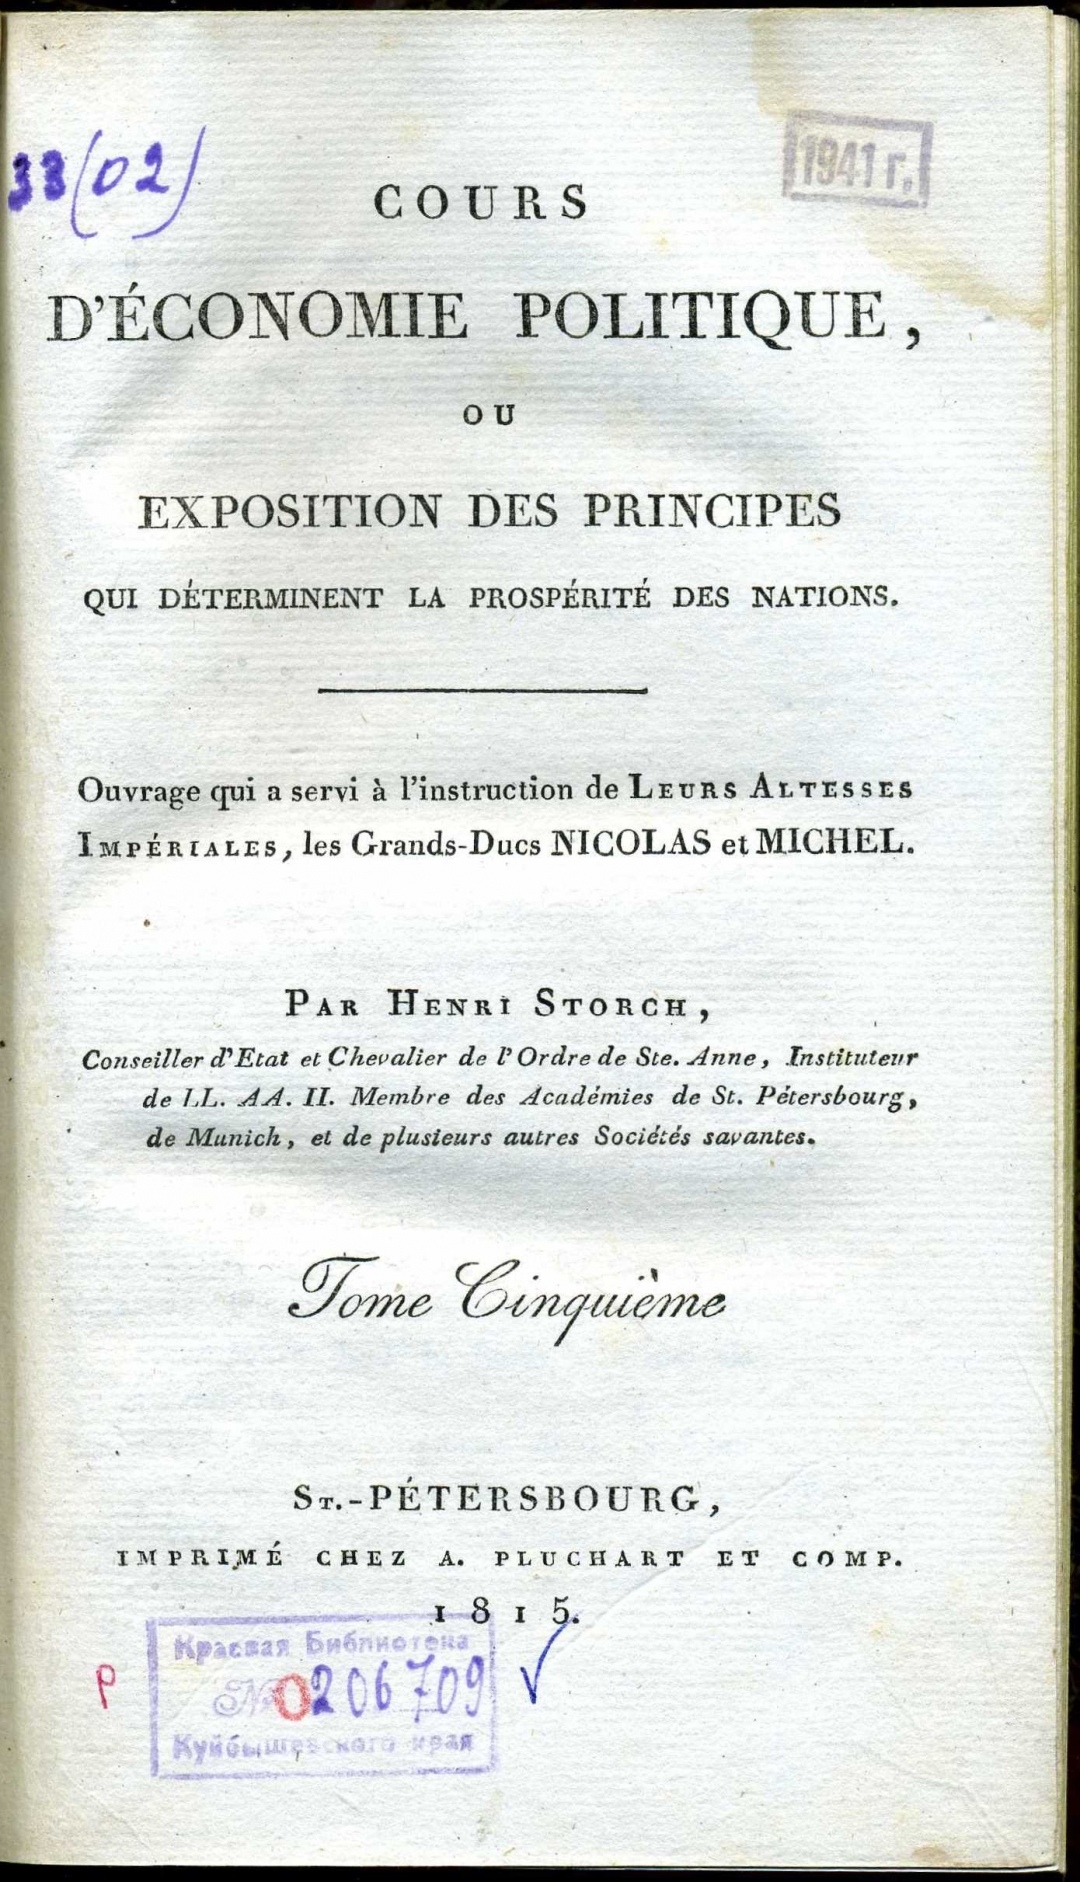 33(02)
1941 г.
COURS
D'ÉCONOMIE POLITIQUE,
OU
EXPOSITION DES PRINCIPES
QUI DÉTERMINENT LA PROSPÉRITÉ DES NATIONS.
Ouvrage qui a servi à l'instruction de LEURS ALTESSES
IMPÉRIALES, les Grands-Ducs NICOLAS et MICHEL.
PAR HENRI STORCH,
Conseiller d'Etat et Chevalier de l'Ordre de Ste. Anne, Instituteur
de LL. AA. II. Membre des Académies de St. Pétersbourg,
de Munich, et de plusieurs autres Sociétés savantes.
Tome Cinquième
ST.-PÉTERSBOURG,
IMPRIMÉ CHEZ A. PLUCHART ET COMP.
1815.
Краевая Библиотека
р № 0206709
Куйбышевского края